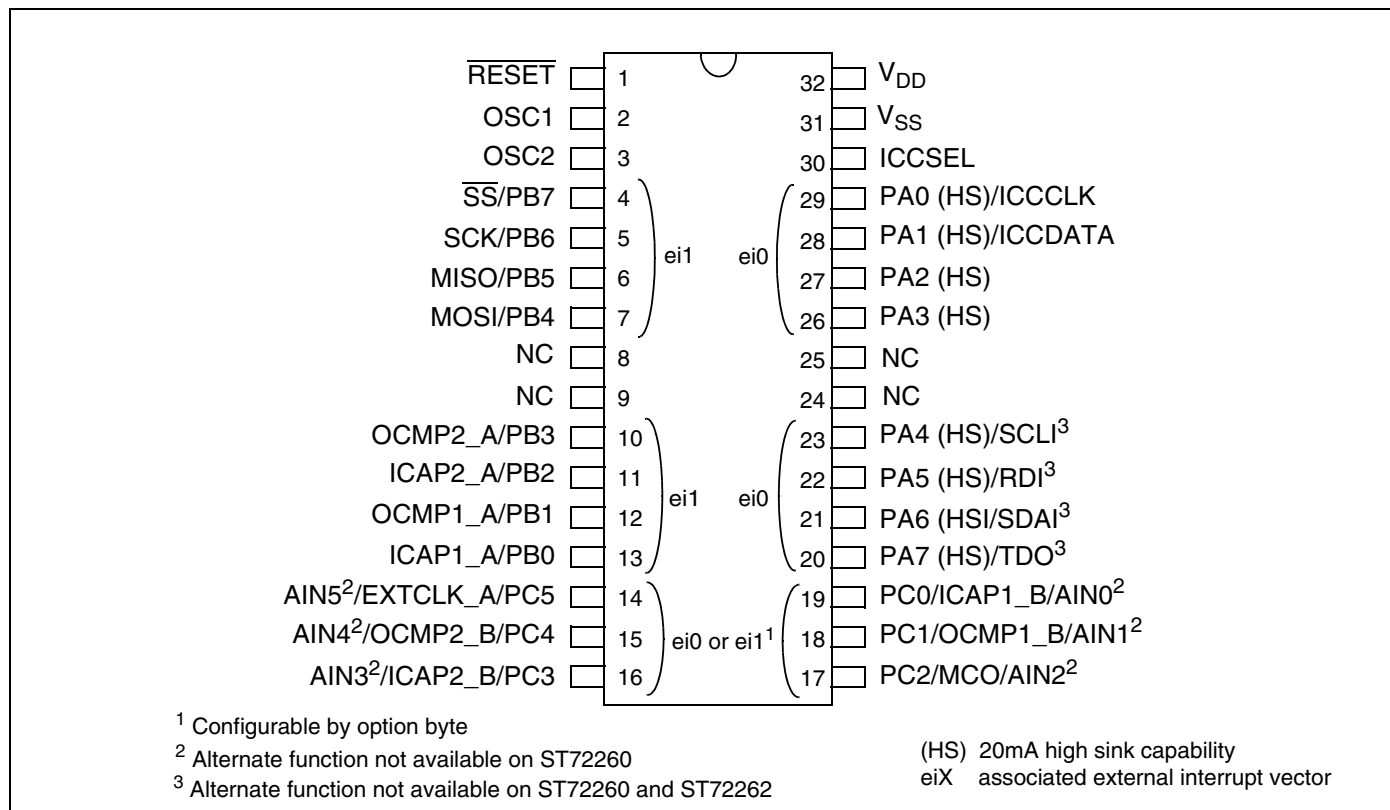 RESET 1 32 VDD
OSC1 2 31 VSS
OSC2 3 30 ICCSEL
SS/PB7 4 29 PA0 (HS)/ICCCLK
SCK/PB6 5 28 PA1 (HS)/ICCDATA
ei1 ei0
MISO/PB5 6 27 PA2 (HS)
MOSI/PB4 7 26 PA3 (HS)
NC 8 25 NC
NC 9 24 NC
OCMP2_A/PB3 10 23 PA4 (HS)/SCLI3
ICAP2_A/PB2 11 22 PA5 (HS)/RDI3
ei1 ei0
OCMP1_A/PB1 12 21 PA6 (HSI/SDAI3
ICAP1_A/PB0 13 20 PA7 (HS)/TDO3
AIN52/EXTCLK_A/PC5 14 19 PC0/ICAP1_B/AIN02
AIN42/OCMP2_B/PC4 15 ei0 or ei11 18 PC1/OCMP1_B/AIN12
AIN32/ICAP2_B/PC3 16 17 PC2/MCO/AIN22
1 Configurable by option byte
2 Alternate function not available on ST72260
3 Alternate function not available on ST72260 and ST72262
(HS) 20mA high sink capability
eiX associated external interrupt vector